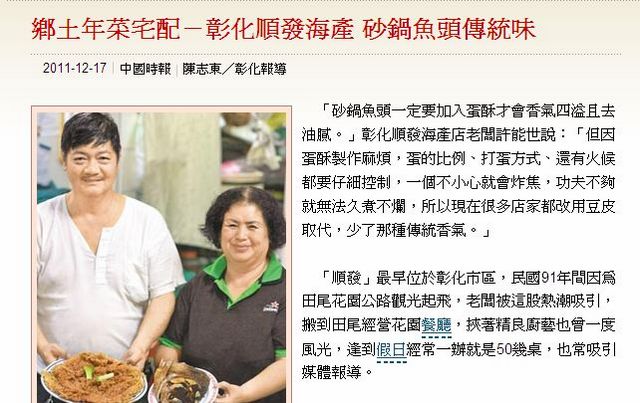 鄉土年菜宅配－彰化順發海產 砂鍋魚頭傳統味
2011-12-17｜中國時報｜陳志東／彰化報導
「砂鍋魚頭一定要加入蛋酥才會香氣四溢且去
油膩。」彰化順發海產店老闆許能世說：「但因
蛋酥製作麻煩，蛋的比例、打蛋方式、還有火候
都要仔細控制，一個不小心就會炸焦，功夫不夠
就無法久煮不爛，所以現在很多店家都改用豆皮
取代，少了那種傳統香氣。」
「順發」最早位於彰化市區，民國91年間因為
田尾花園公路觀光起飛，老闆被這股熱潮吸引，
搬到田尾經營花園餐廳，挾著精良廚藝也曾一度
風光，達到假日經常一辦就是50幾桌，也常吸引
媒體報導。